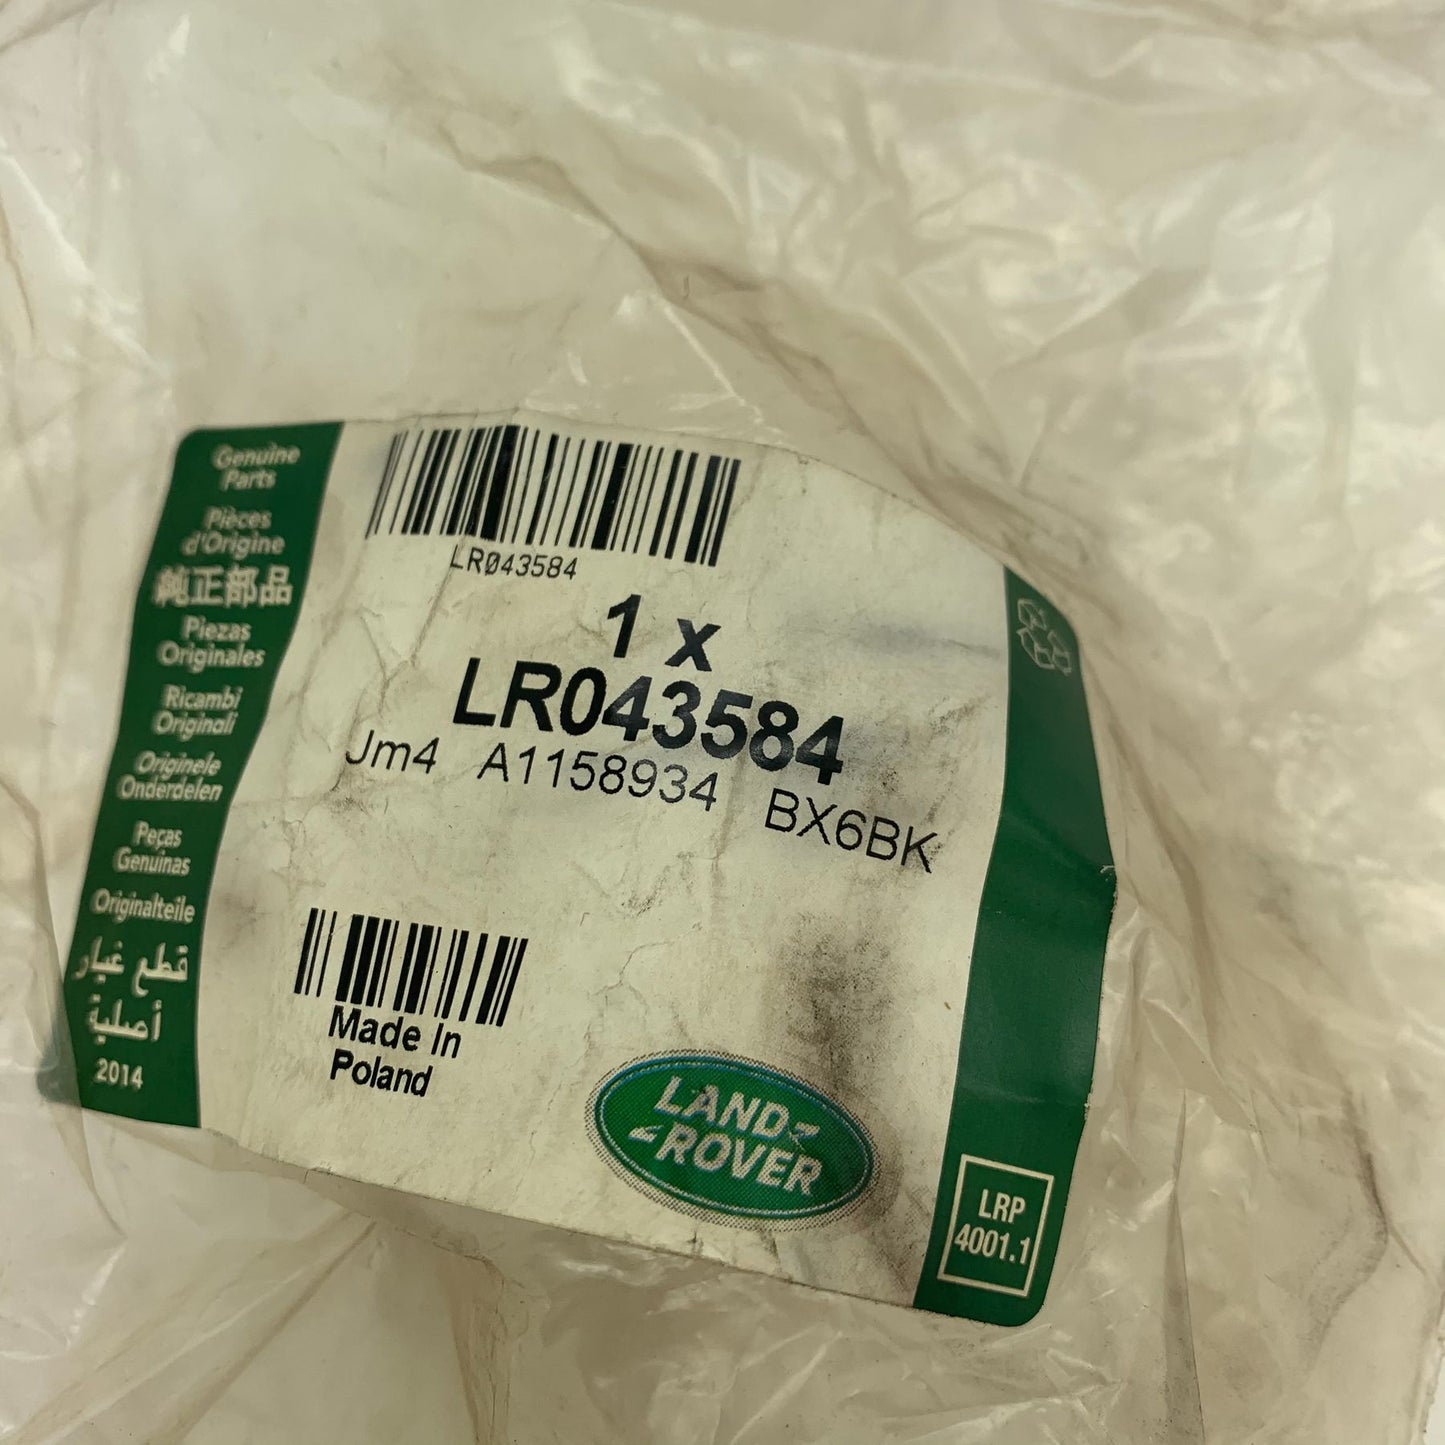 Genuine
Parts
Pièces
d'Origine
純正部品
Piezas
Originales
Ricambi
Originali
Originele
Onderdelen
Peças
Genuinas
Originalteile
قطع غيار
أصلية
2014
LR043584
1 x
LR043584
Jm4 A1158934 BX6BK
Made In
Poland
LAND
ROVER
LRP
4001.1